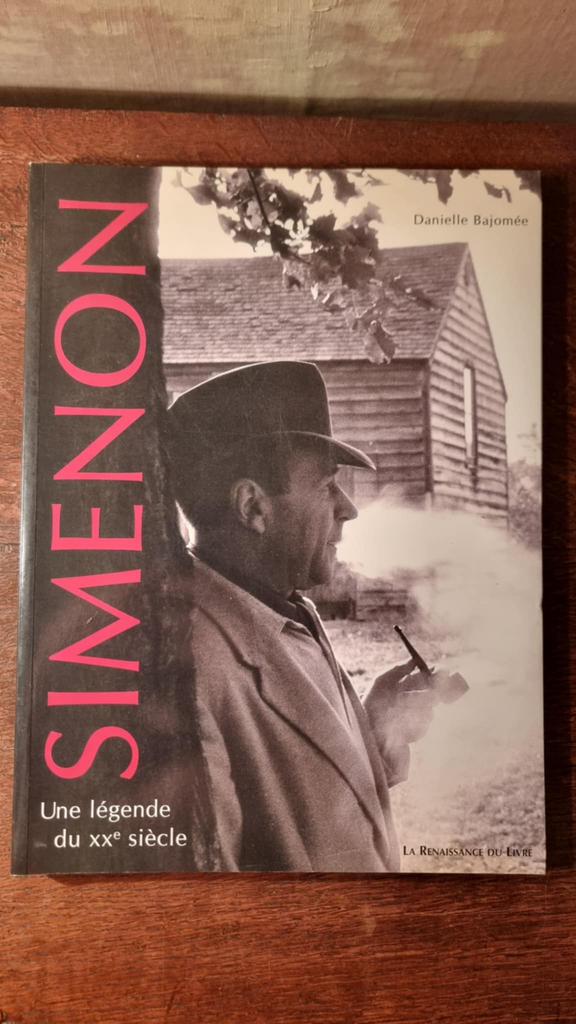 Danielle Bajomée
SIMENON
Une légende
du XXe siècle
LA RENAISSANCE DU LIVRE